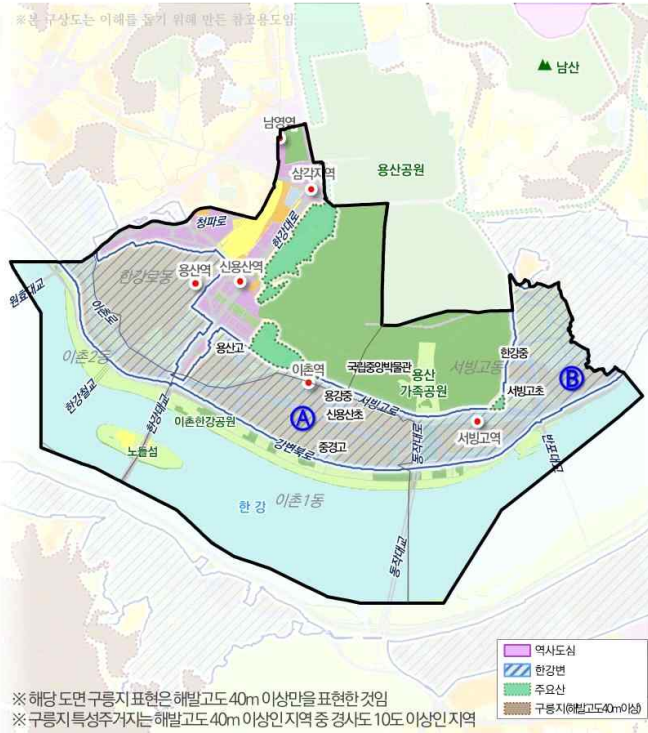 ※본 구상도는 이해를 돕기 위해 만든 참고용도임
남산
남영역
용산공원
삼각지역
청파로
한강대로
한강로동
용산역
신용산역
원효대교
이촌로
이촌2동
용산고
이촌역
국립중앙박물관
용산
가족공원
서빙고동
한강중
B
서빙고초
한강철교
한강대교
이촌한강공원
A
용강중
신용산초
서빙고로
중경고
강변북로
동작대로
서빙고역
반포대교
노들섬
한강
이촌1동
동작대교
역사도심
한강변
주요산
구릉지(해발고도40m이상)
※ 해당 도면 구릉지 표현은 해발고도 40m 이상만을 표현한 것임
※ 구릉지 특성주거지는 해발고도 40m 이상인 지역 중 경사도 10도 이상인 지역